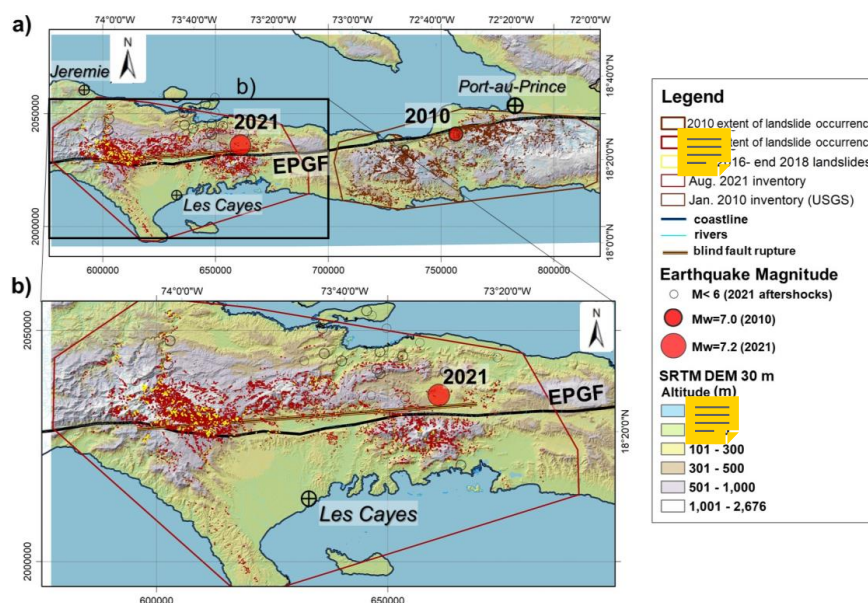 a)
74°0'0"W 73°40'0"W 73°20'0"W 73°0'0"W 72°40'0"W 72°20'0"W 72°0'0"W
N
Jeremie
b)
Port-au-Prince
2021
2010
EPGF
Les Cayes
2050000
2000000
18°40'0"N
18°20'0"N
18°0'0"N
600000 650000 700000 750000 800000
b)
74°0'0"W 73°40'0"W 73°20'0"W
N
2021
EPGF
Les Cayes
2050000
2000000
18°20'0"N
600000 650000
Legend
2010 extent of landslide occurrenc
extent of landslide occurrenc
2016- end 2018 landslides
Aug. 2021 inventory
Jan. 2010 inventory (USGS)
coastline
rivers
blind fault rupture
Earthquake Magnitude
M< 6 (2021 aftershocks)
Mw=7.0 (2010)
Mw=7.2 (2021)
SRTM DEM 30 m
Altitude (m)
101 - 300
301 - 500
501 - 1,000
1,001 - 2,676